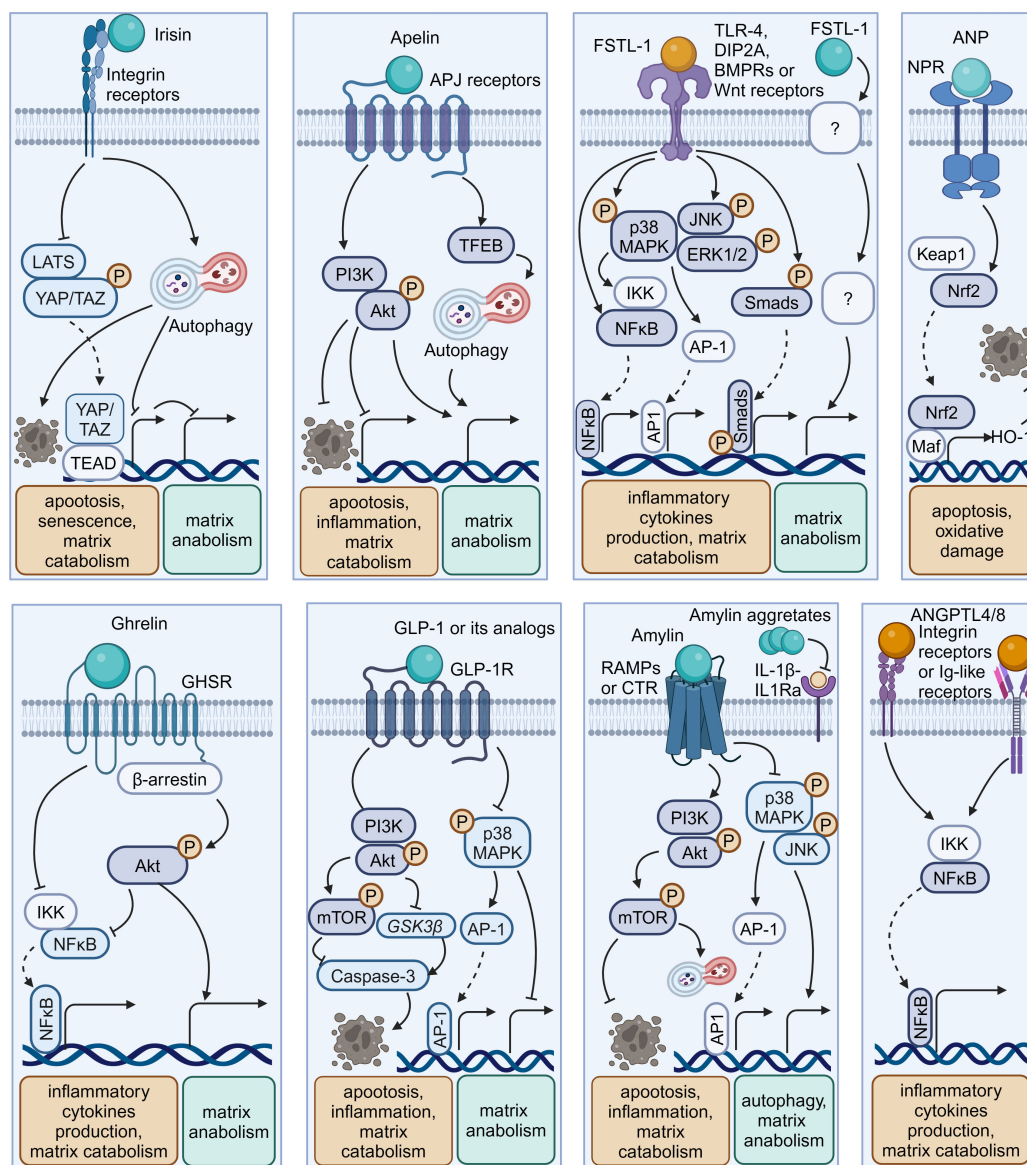 Irisin
Integrin
receptors
LATS
P
YAP/TAZ
Autophagy
YAP/
TAZ
TEAD
apootosis,
senescence,
matrix
catabolism
matrix
anabolism
Apelin
APJ receptors
TFEB
PI3K
P
Akt
Autophagy
apootosis,
inflammation,
matrix
catabolism
matrix
anabolism
FSTL-1
TLR-4,
DIP2A,
BMPRs or
Wnt receptors
FSTL-1
?
P
p38
MAPK
JNK
P
ERK1/2
P
P
IKK
NFκB
Smads
?
AP-1
NFκB
AP1
P
Smads
inflammatory
cytokines
production, matrix
catabolism
matrix
anabolism
ANP
NPR
Keap1
Nrf2
Nrf2
Maf
HO-1
apoptosis,
oxidative
damage
Ghrelin
GHSR
β-arrestin
P
Akt
IKK
NFκB
NFκB
inflammatory
cytokines
production,
matrix catabolism
matrix
anabolism
GLP-1 or its analogs
GLP-1R
PI3K
Akt
P
P
p38
MAPK
P
mTOR
GSK3β
AP-1
Caspase-3
AP-1
apootosis,
inflammation,
matrix
catabolism
matrix
anabolism
Amylin aggretates
Amylin
RAMPs
or CTR
IL-1β-
IL1Ra
P
p38
MAPK
P
JNK
PI3K
Akt
P
P
mTOR
AP-1
AP1
apootosis,
inflammation,
matrix
catabolism
autophagy,
matrix
anabolism
ANGPTL4/8
Integrin
receptors
or Ig-like
receptors
IKK
NFκB
NFκB
inflammatory
cytokines
production,
matrix catabolism